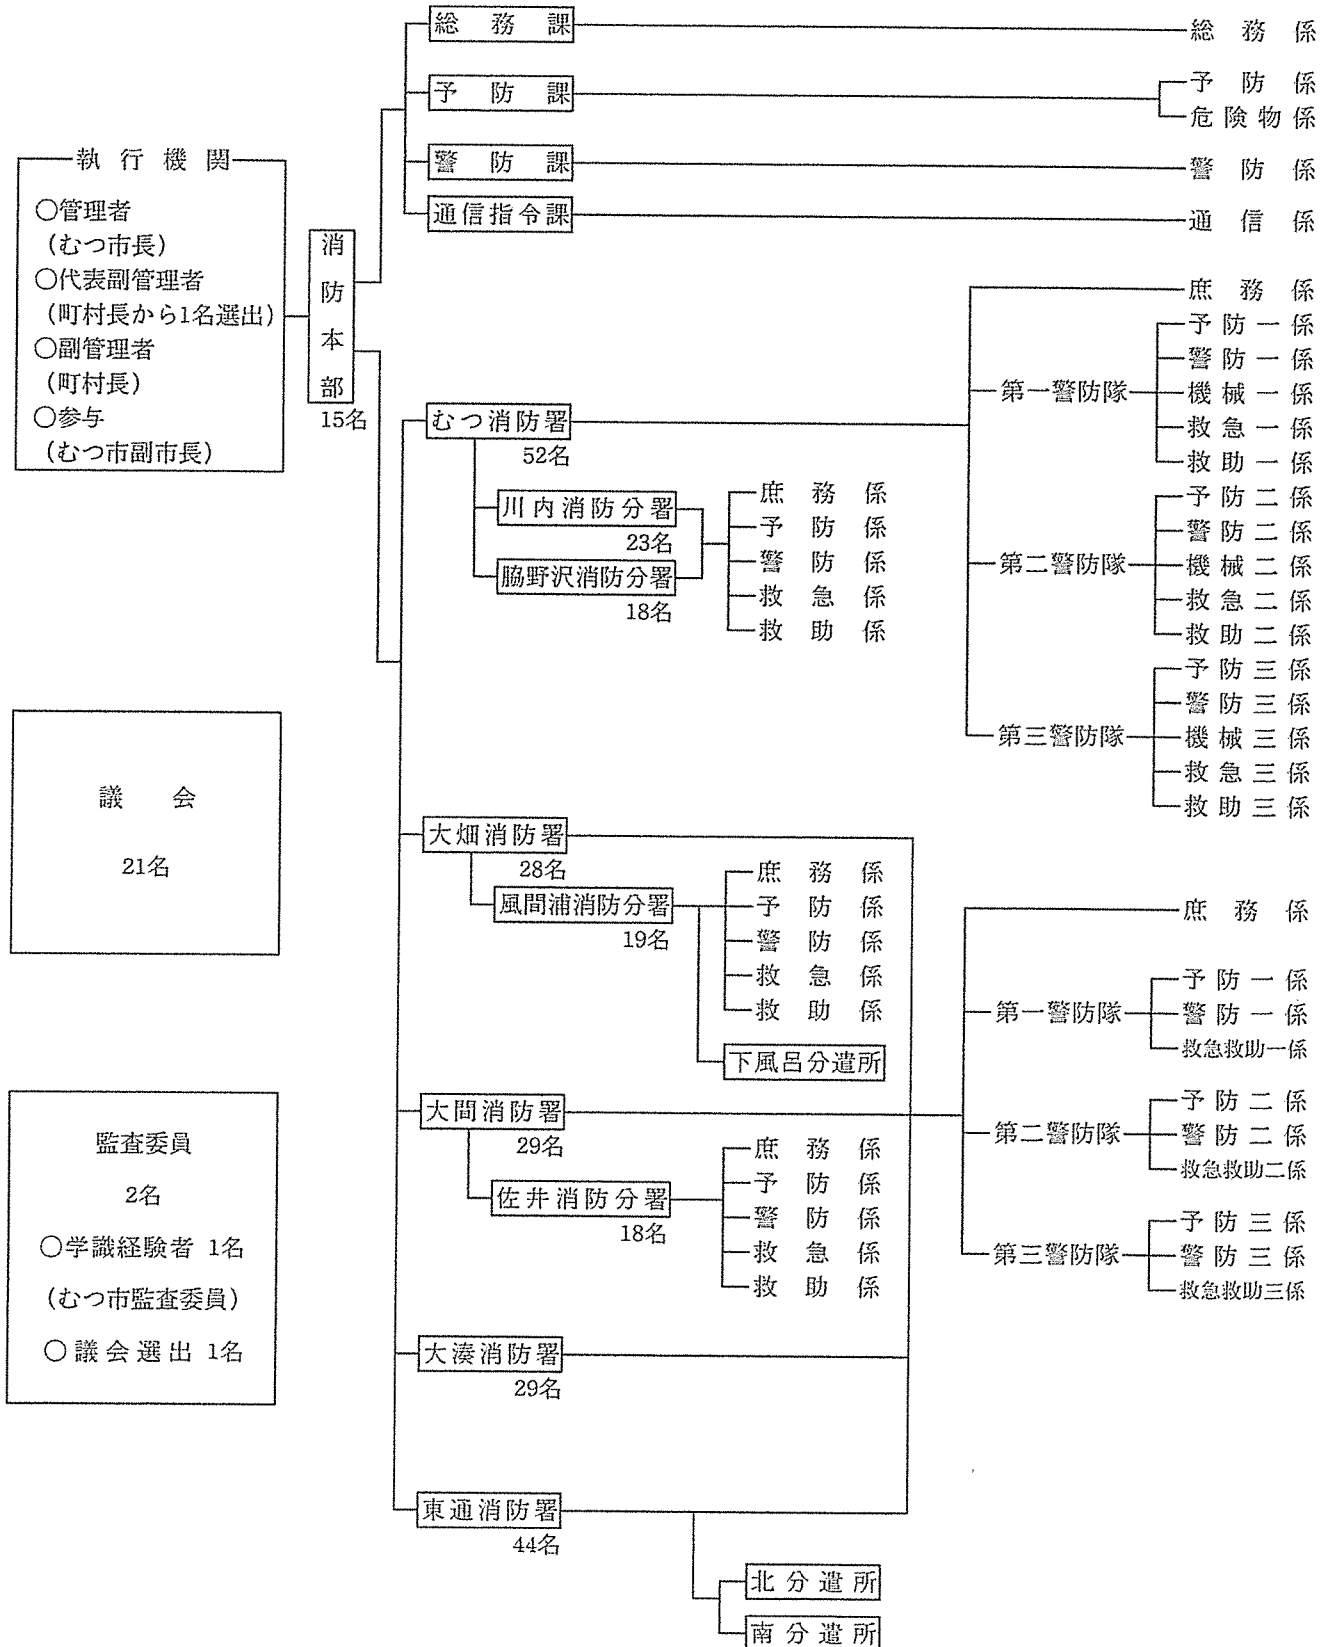 執行機関
○管理者
(むつ市長)
○代表副管理者
(町村長から1名選出)
○副管理者
(町村長)
○参与
(むつ市副市長)
議会
21名
監査委員
2名
○学識経験者 1名
(むつ市監査委員)
○議会選出 1名
消防本部
15名
総務課
総務係
予防課
予防係
危険物係
警防課
警防係
通信指令課
通信係
むつ消防署
52名
川内消防分署
23名
脇野沢消防分署
18名
庶務係
予防係
警防係
救急係
救助係
庶務係
第一警防隊
予防一係
警防一係
機械一係
救急一係
救助一係
第二警防隊
予防二係
警防二係
機械二係
救急二係
救助二係
第三警防隊
予防三係
警防三係
機械三係
救急三係
救助三係
大畑消防署
28名
風間浦消防分署
19名
庶務係
予防係
警防係
救急係
救助係
下風呂分遣所
大間消防署
29名
佐井消防分署
18名
庶務係
予防係
警防係
救急係
救助係
大湊消防署
29名
東通消防署
44名
北分遣所
南分遣所
庶務係
第一警防隊
予防一係
警防一係
救急救助一係
第二警防隊
予防二係
警防二係
救急救助二係
第三警防隊
予防三係
警防三係
救急救助三係